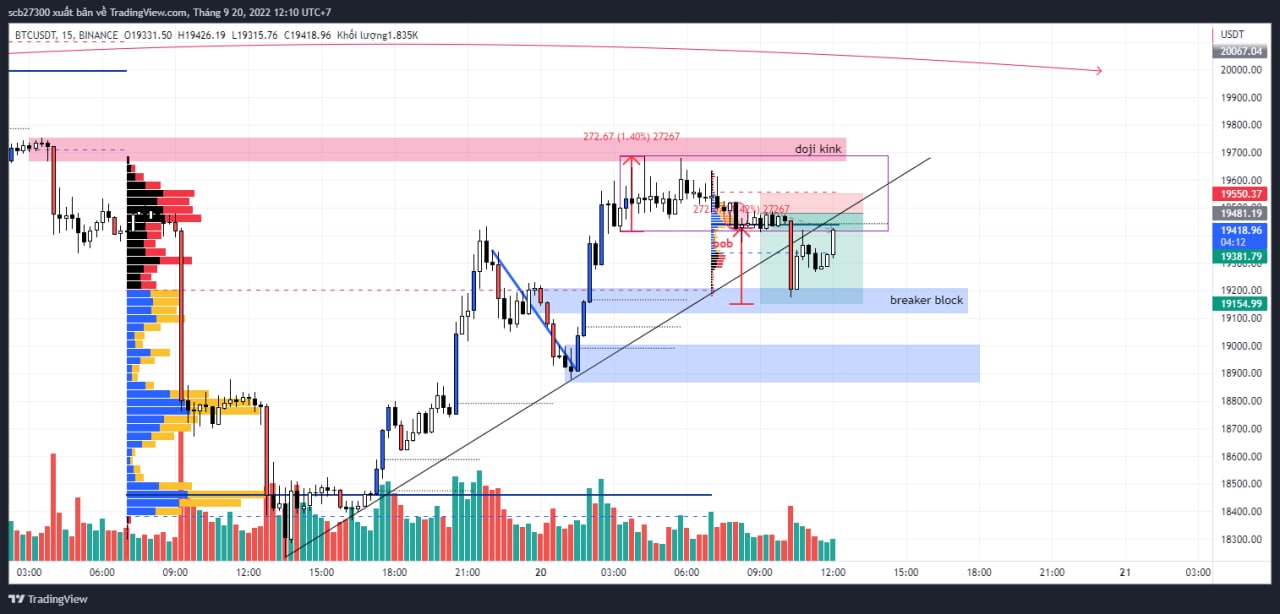 scb27300 xuất bản về TradingView.com, Tháng 9 20, 2022 12:10 UTC+7
BTCUSDT, 15, BINANCE O19331.50 H19426.19 L19315.76 C19418.96 Khối lượng1.835K
USDT
20067.04
20000.00
19900.00
19800.00
272.67 (1.40%) 27267
doji kink
19700.00
19600.00
19550.37
19481.19
19418.96
04:12
19381.79
bob
19300.00
19200.00
breaker block
19154.99
19100.00
19000.00
18900.00
18800.00
18700.00
18600.00
18500.00
18400.00
18300.00
03:00 06:00 09:00 12:00 15:00 18:00 21:00 20 03:00 06:00 09:00 12:00 15:00 18:00 21:00 21 03:00
TradingView